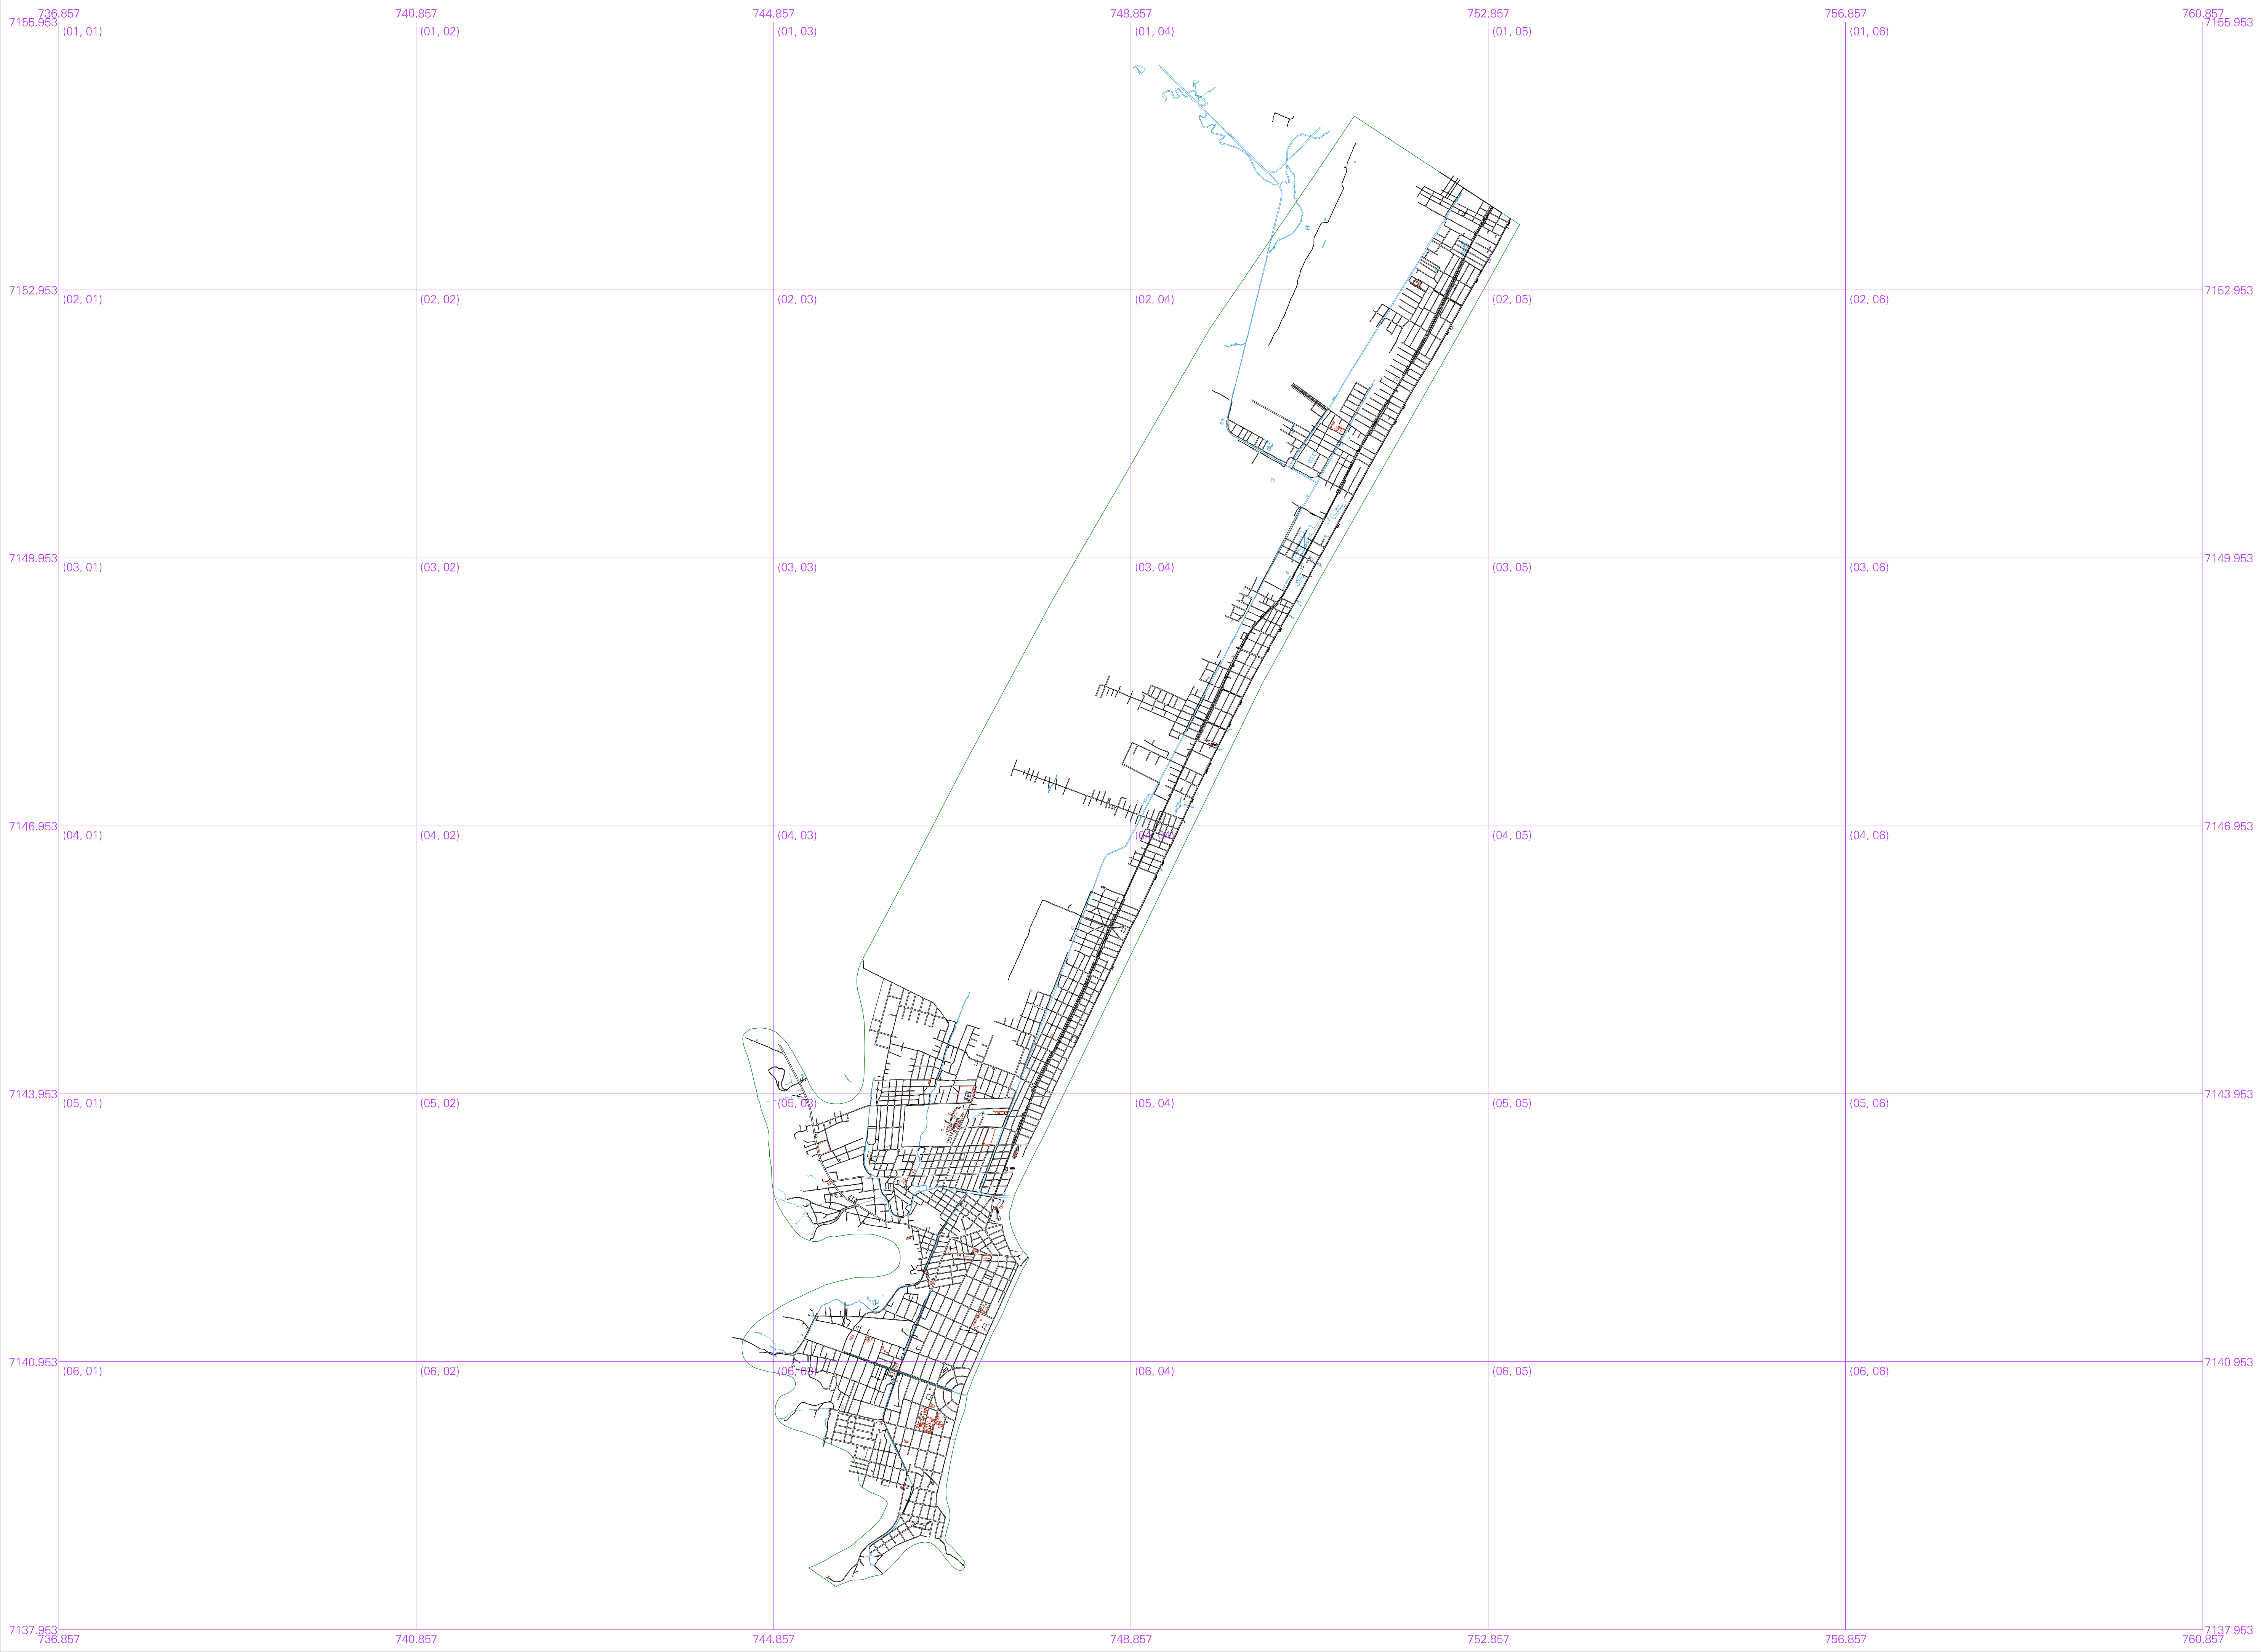 736.857 740.857 744.857 748.857 752.857 756.857 760.857
7155.953 7155.953
(01, 01) (01, 02) (01, 03) (01, 04) (01, 05) (01, 06)
7152.953 7152.953
(02, 01) (02, 02) (02, 03) (02, 04) (02, 05) (02, 06)
7149.953 7149.953
(03, 01) (03, 02) (03, 03) (03, 04) (03, 05) (03, 06)
7146.953 7146.953
(04, 01) (04, 02) (04, 03) (04, 04) (04, 05) (04, 06)
7143.953 7143.953
(05, 01) (05, 02) (05, 03) (05, 04) (05, 05) (05, 06)
7140.953 7140.953
(06, 01) (06, 02) (06, 03) (06, 04) (06, 05) (06, 06)
7137.953 7137.953
736.857 740.857 744.857 748.857 752.857 756.857 760.857